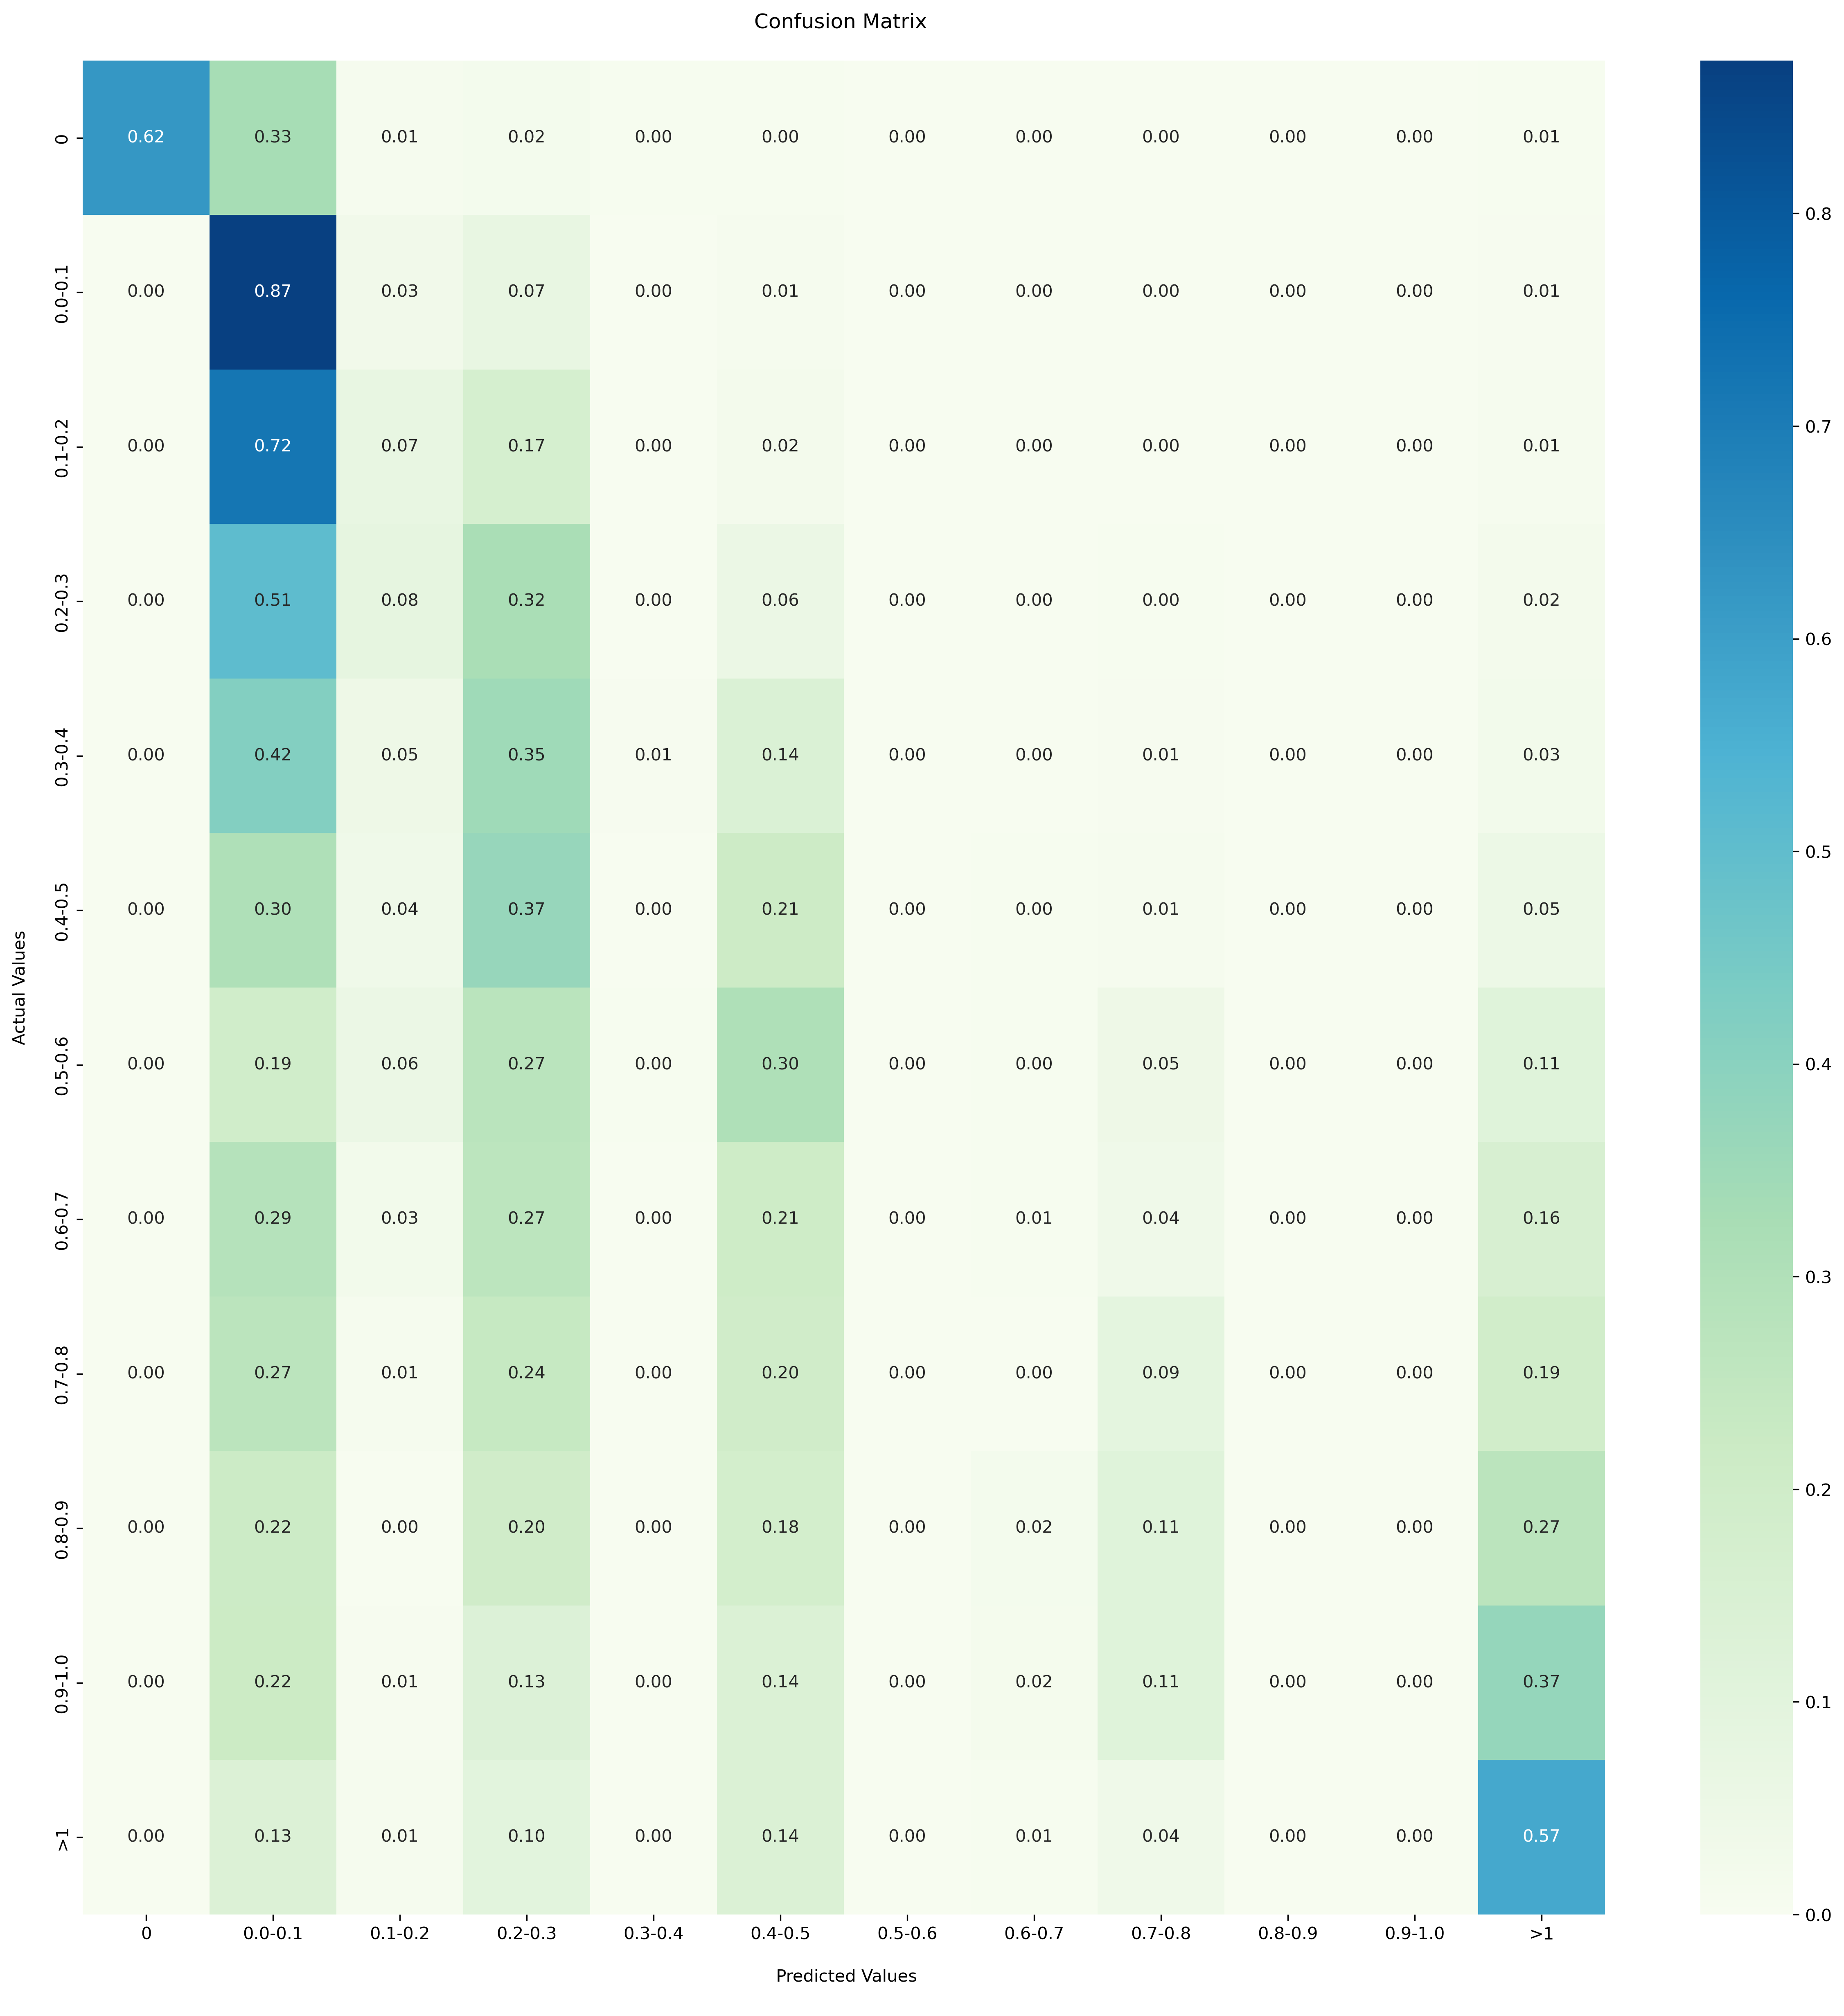 Confusion Matrix
0 0.62 0.33 0.01 0.02 0.00 0.00 0.00 0.00 0.00 0.00 0.00 0.01
0.0-0.1 0.00 0.87 0.03 0.07 0.00 0.01 0.00 0.00 0.00 0.00 0.00 0.01
0.1-0.2 0.00 0.72 0.07 0.17 0.00 0.02 0.00 0.00 0.00 0.00 0.00 0.01
0.2-0.3 0.00 0.51 0.08 0.32 0.00 0.06 0.00 0.00 0.00 0.00 0.00 0.02
0.3-0.4 0.00 0.42 0.05 0.35 0.01 0.14 0.00 0.00 0.01 0.00 0.00 0.03
0.4-0.5 0.00 0.30 0.04 0.37 0.00 0.21 0.00 0.00 0.01 0.00 0.00 0.05
0.5-0.6 0.00 0.19 0.06 0.27 0.00 0.30 0.00 0.00 0.05 0.00 0.00 0.11
0.6-0.7 0.00 0.29 0.03 0.27 0.00 0.21 0.00 0.01 0.04 0.00 0.00 0.16
0.7-0.8 0.00 0.27 0.01 0.24 0.00 0.20 0.00 0.00 0.09 0.00 0.00 0.19
0.8-0.9 0.00 0.22 0.00 0.20 0.00 0.18 0.00 0.02 0.11 0.00 0.00 0.27
0.9-1.0 0.00 0.22 0.01 0.13 0.00 0.14 0.00 0.02 0.11 0.00 0.00 0.37
>1 0.00 0.13 0.01 0.10 0.00 0.14 0.00 0.01 0.04 0.00 0.00 0.57
0 0.0-0.1 0.1-0.2 0.2-0.3 0.3-0.4 0.4-0.5 0.5-0.6 0.6-0.7 0.7-0.8 0.8-0.9 0.9-1.0 >1
Predicted Values
Actual Values
0.8
0.7
0.6
0.5
0.4
0.3
0.2
0.1
0.0